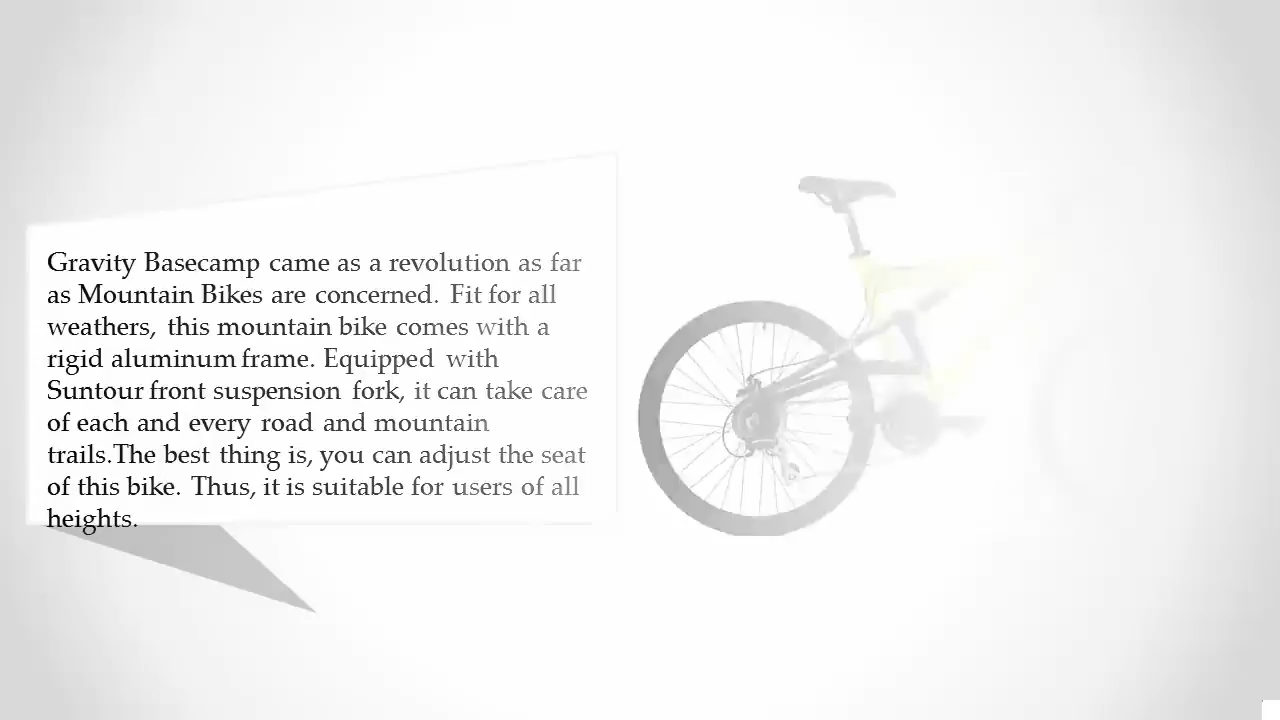 Gravity Basecamp came as a revolution as far
as Mountain Bikes are concerned. Fit for all
weathers, this mountain bike comes with a
rigid aluminum frame. Equipped with
Suntour front suspension fork, it can take care
of each and every road and mountain
trails.The best thing is, you can adjust the seat
of this bike. Thus, it is suitable for users of all
heights.